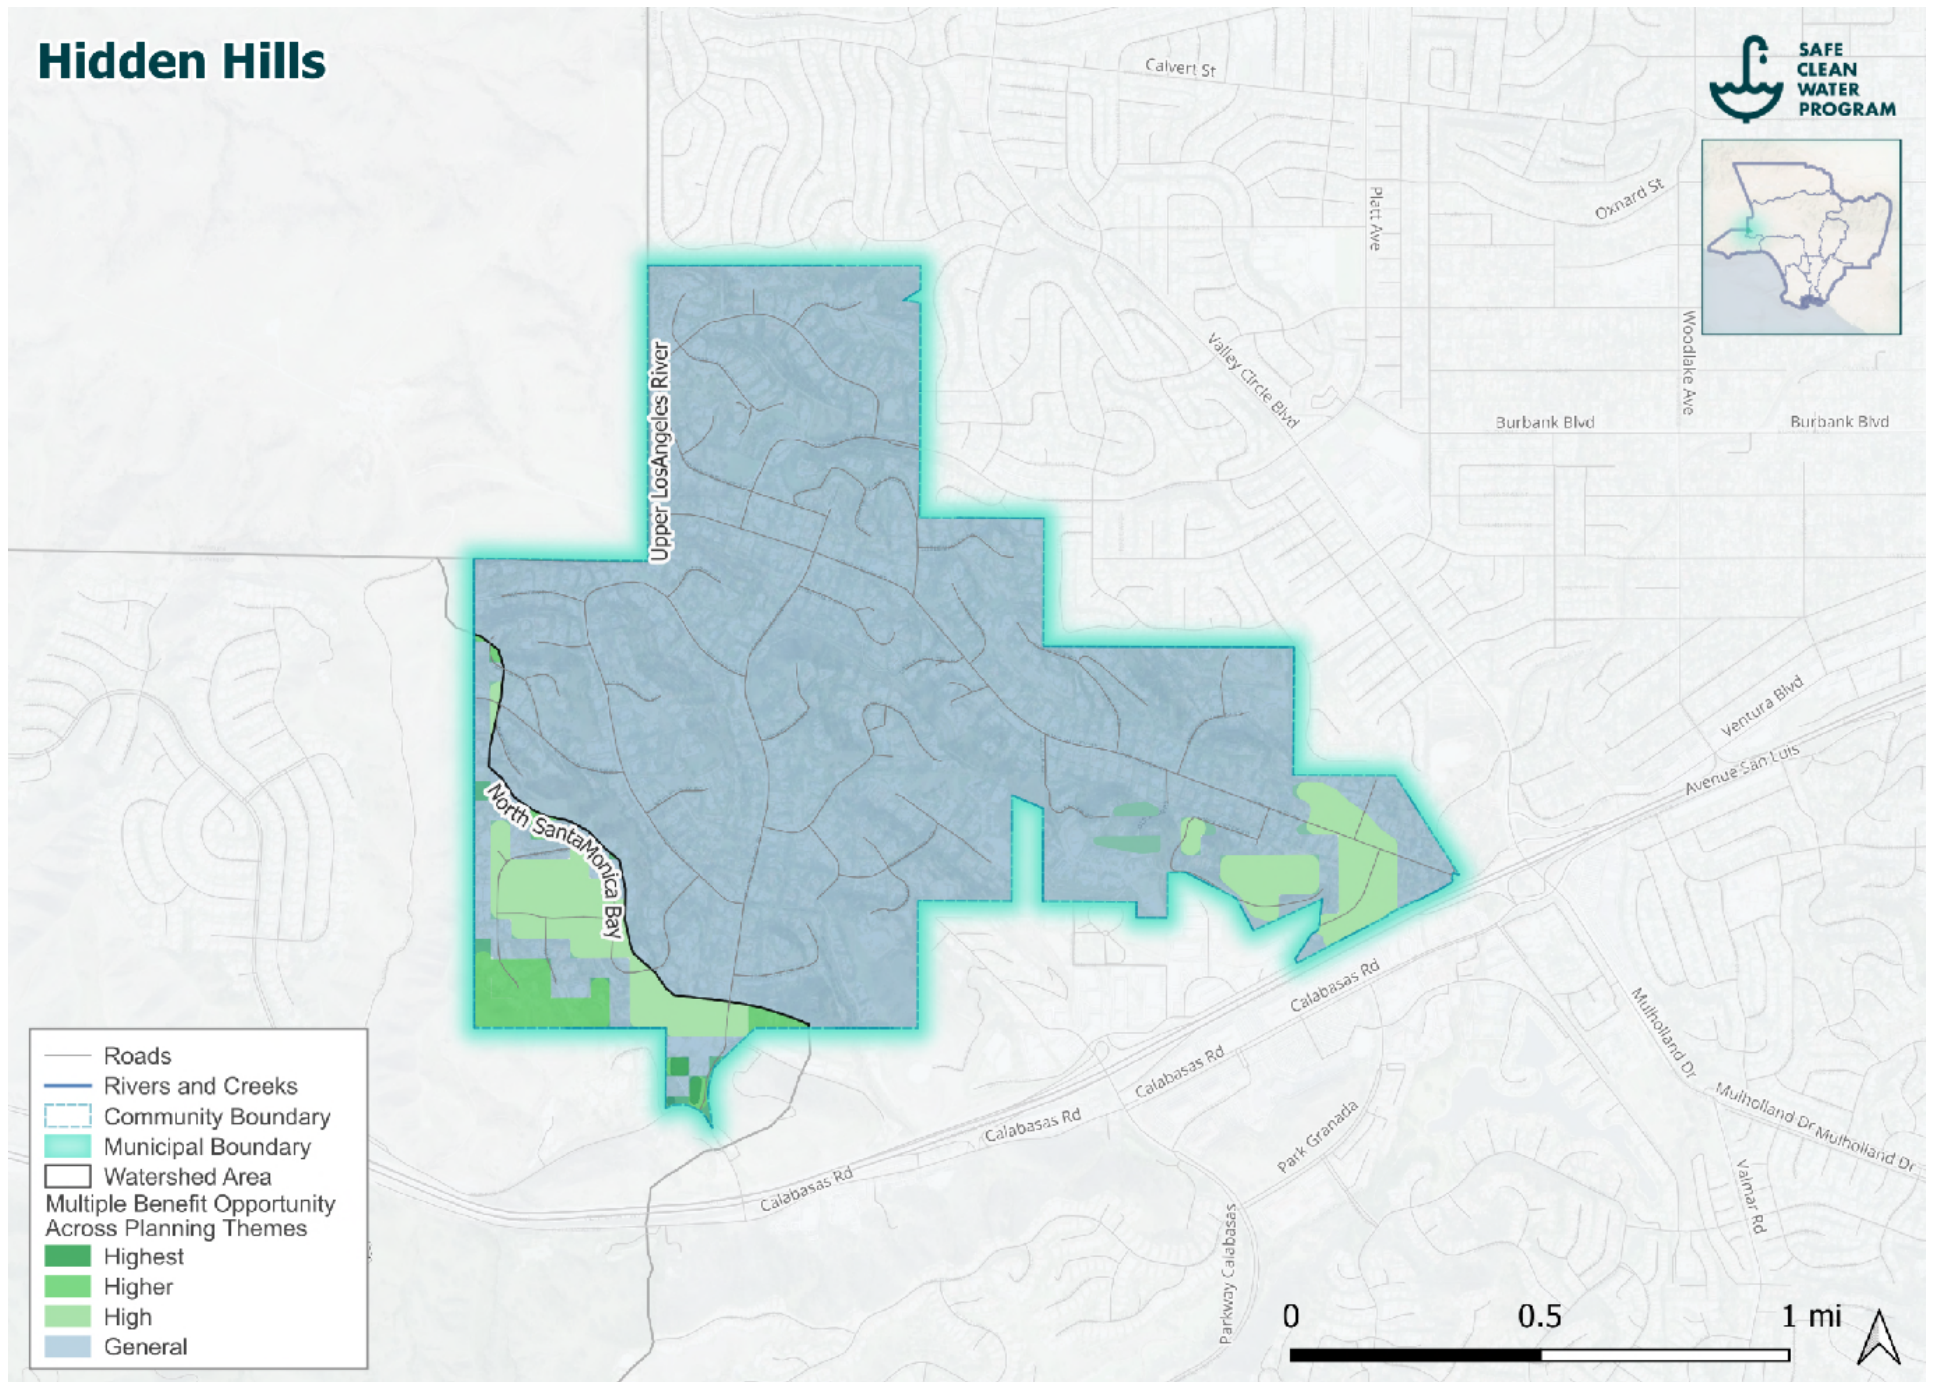 Hidden Hills
SAFE
CLEAN
WATER
PROGRAM
Calvert St
Platt Ave
Oxnard St
Woodlake Ave
Valley Circle Blvd
Burbank Blvd
Burbank Blvd
Upper LosAngeles River
North SantaMonica Bay
Ventura Blvd
Avenue San Luis
Calabasas Rd
Calabasas Rd
Calabasas Rd
Calabasas Rd
Mulholland Dr
Mulholland Dr
Mulholland Dr
Park Granada
Valmar Rd
Parkway Calabasas
Roads
Rivers and Creeks
Community Boundary
Municipal Boundary
Watershed Area
Multiple Benefit Opportunity
Across Planning Themes
Highest
Higher
High
General
0 0.5 1 mi